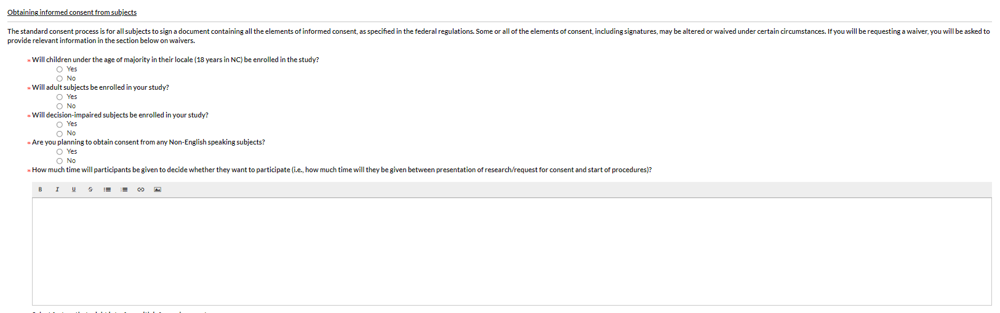 Obtaining informed consent from subjects
The standard consent process is for all subjects to sign a document containing all the elements of informed consent, as specified in the federal regulations. Some or all of the elements of consent, including signatures, may be altered or waived under certain circumstances. If you will be requesting a waiver, you will be asked to
provide relevant information in the section below on waivers.
* Will children under the age of majority in their locale (18 years in NC) be enrolled in the study?
Yes
No
* Will adult subjects be enrolled in your study?
Yes
No
* Will decision-impaired subjects be enrolled in your study?
Yes
No
* Are you planning to obtain consent from any Non-English speaking subjects?
Yes
No
* How much time will participants be given to decide whether they want to participate (i.e., how much time will they be given between presentation of research/request for consent and start of procedures)?
B I U S